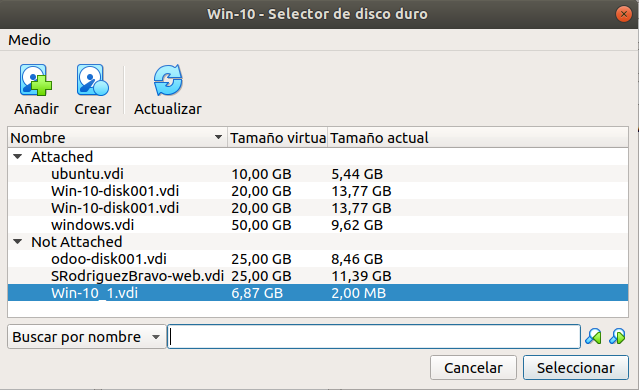 Win-10 - Selector de disco duro
Medio
Añadir Crear Actualizar
Nombre Tamaño virtua Tamaño actual
Attached
ubuntu.vdi 10,00 GB 5,44 GB
Win-10-disk001.vdi 20,00 GB 13,77 GB
Win-10-disk001.vdi 20,00 GB 13,77 GB
windows.vdi 50,00 GB 9,62 GB
Not Attached
odoo-disk001.vdi 25,00 GB 8,46 GB
SRodriguezBravo-web.vdi 25,00 GB 11,39 GB
Win-10_1.vdi 6,87 GB 2,00 MB
Buscar por nombre
Cancelar Seleccionar